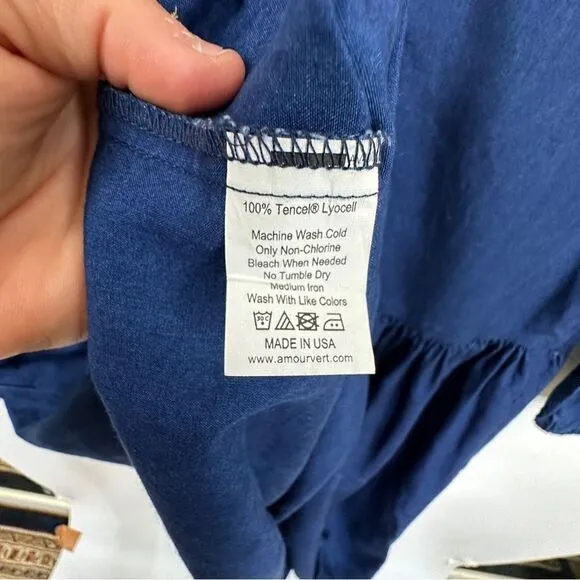 100% Tencel® Lyocell
Machine Wash Cold
Only Non-Chlorine
Bleach When Needed
No Tumble Dry
Medium Iron
Wash With Like Colors
30 C
MADE IN USA
www.amourvert.com